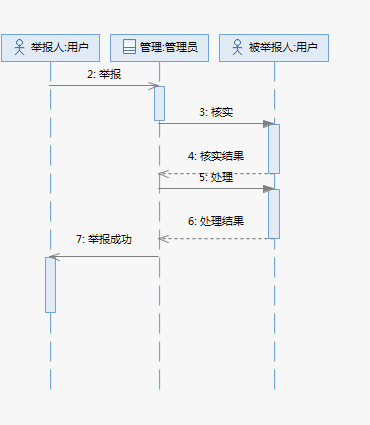 举报人:用户
管理:管理员
被举报人:用户
2: 举报
3: 核实
4: 核实结果
5: 处理
6: 处理结果
7: 举报成功